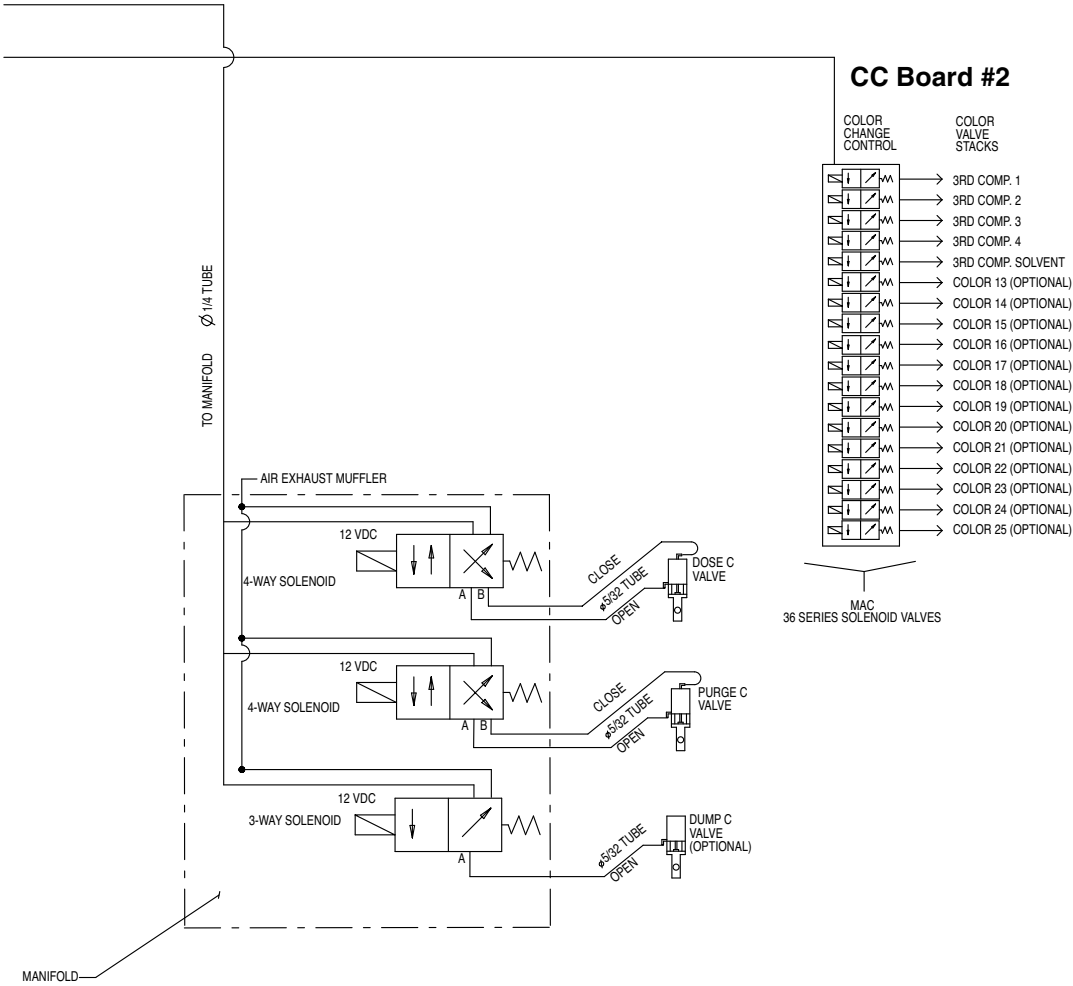 CC Board #2
COLOR
CHANGE
CONTROL
COLOR
VALVE
STACKS
3RD COMP. 1
3RD COMP. 2
3RD COMP. 3
3RD COMP. 4
3RD COMP. SOLVENT
COLOR 13 (OPTIONAL)
COLOR 14 (OPTIONAL)
COLOR 15 (OPTIONAL)
COLOR 16 (OPTIONAL)
COLOR 17 (OPTIONAL)
COLOR 18 (OPTIONAL)
COLOR 19 (OPTIONAL)
COLOR 20 (OPTIONAL)
COLOR 21 (OPTIONAL)
COLOR 22 (OPTIONAL)
COLOR 23 (OPTIONAL)
COLOR 24 (OPTIONAL)
COLOR 25 (OPTIONAL)
MAC
36 SERIES SOLENOID VALVES
TO MANIFOLD Ø 1/4 TUBE
AIR EXHAUST MUFFLER
12 VDC
4-WAY SOLENOID
A B
CLOSE
ø5/32 TUBE
OPEN
DOSE C
VALVE
12 VDC
4-WAY SOLENOID
A B
CLOSE
ø5/32 TUBE
OPEN
PURGE C
VALVE
12 VDC
3-WAY SOLENOID
A
ø5/32 TUBE
OPEN
DUMP C
VALVE
(OPTIONAL)
MANIFOLD